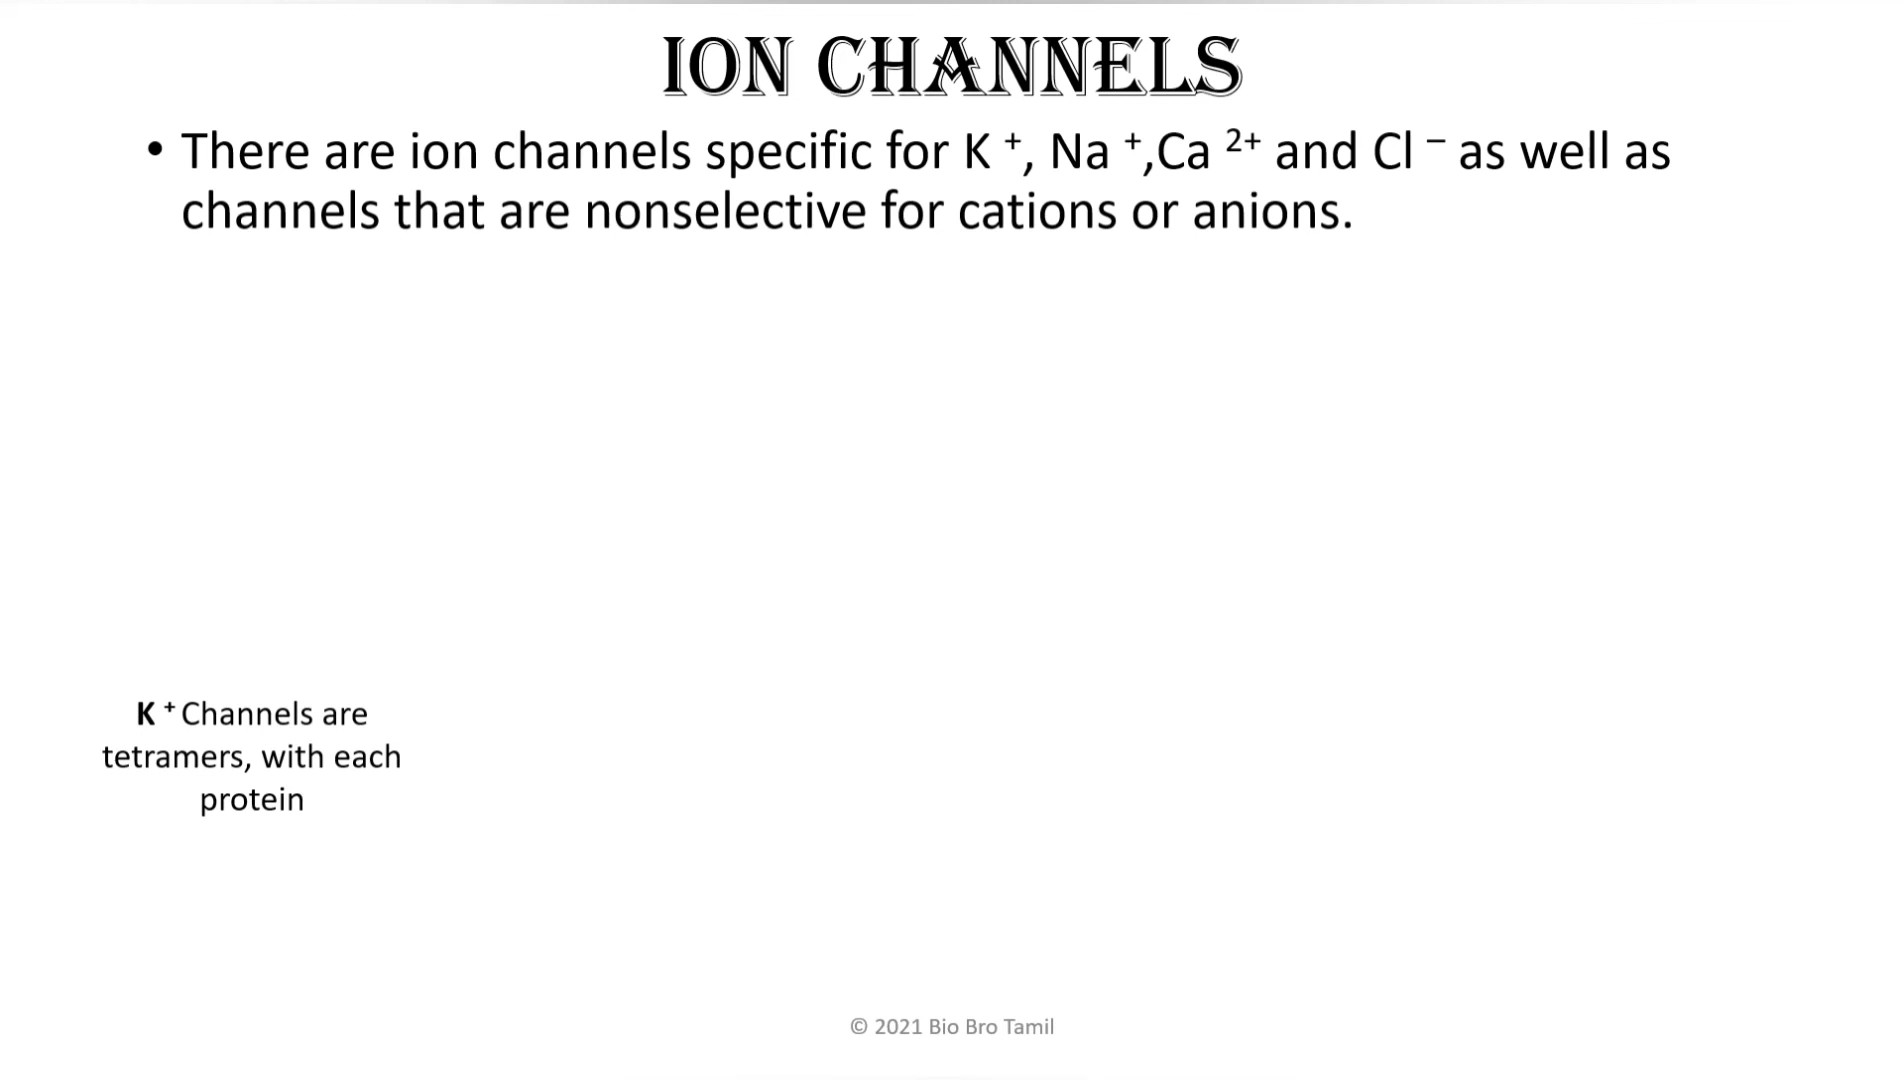 ION CHANNELS
• There are ion channels specific for K ⁺, Na ⁺,Ca ²⁺ and Cl ⁻ as well as
channels that are nonselective for cations or anions.
K ⁺ Channels are
tetramers, with each
protein
© 2021 Bio Bro Tamil